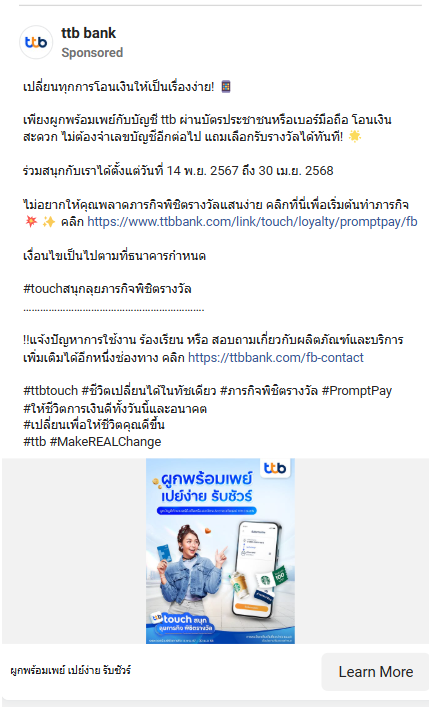 ttb
ttb bank
Sponsored
เปลี่ยนทุกการโอนเงินให้เป็นเรื่องง่าย! 📲
เพียงผูกพร้อมเพย์กับบัญชี ttb ผ่านบัตรประชาชนหรือเบอร์มือถือ โอนเงิน
สะดวก ไม่ต้องจำเลขบัญชีอีกต่อไป แถมเลือกรับรางวัลได้ทันที! 🌟
ร่วมสนุกกับเราได้ตั้งแต่วันที่ 14 พ.ย. 2567 ถึง 30 เม.ย. 2568
ไม่อยากให้คุณพลาดภารกิจพิชิตรางวัลแสนง่าย คลิกที่นี่เพื่อเริ่มต้นทำภารกิจ
💥 ✨ คลิก https://www.ttbbank.com/link/touch/loyalty/promptpay/fb
เงื่อนไขเป็นไปตามที่ธนาคารกำหนด
#touchสนุกลุยภารกิจพิชิตรางวัล
……………………………………………………….
‼️แจ้งปัญหาการใช้งาน ร้องเรียน หรือ สอบถามเกี่ยวกับผลิตภัณฑ์และบริการ
เพิ่มเติมได้อีกหนึ่งช่องทาง คลิก https://ttbbank.com/fb-contact
#ttbtouch #ชีวิตเปลี่ยนได้ในทัชเดียว #ภารกิจพิชิตรางวัล #PromptPay
#ให้ชีวิตการเงินดีทั้งวันนี้และอนาคต
#เปลี่ยนเพื่อให้ชีวิตคุณดีขึ้น
#ttb #MakeREALChange
ttb
ผูกพร้อมเพย์
เปย์ง่าย รับชัวร์
100
ttb touch สนุก
ลุยภารกิจ พิชิตรางวัล
ผูกพร้อมเพย์ เปย์ง่าย รับชัวร์
Learn More